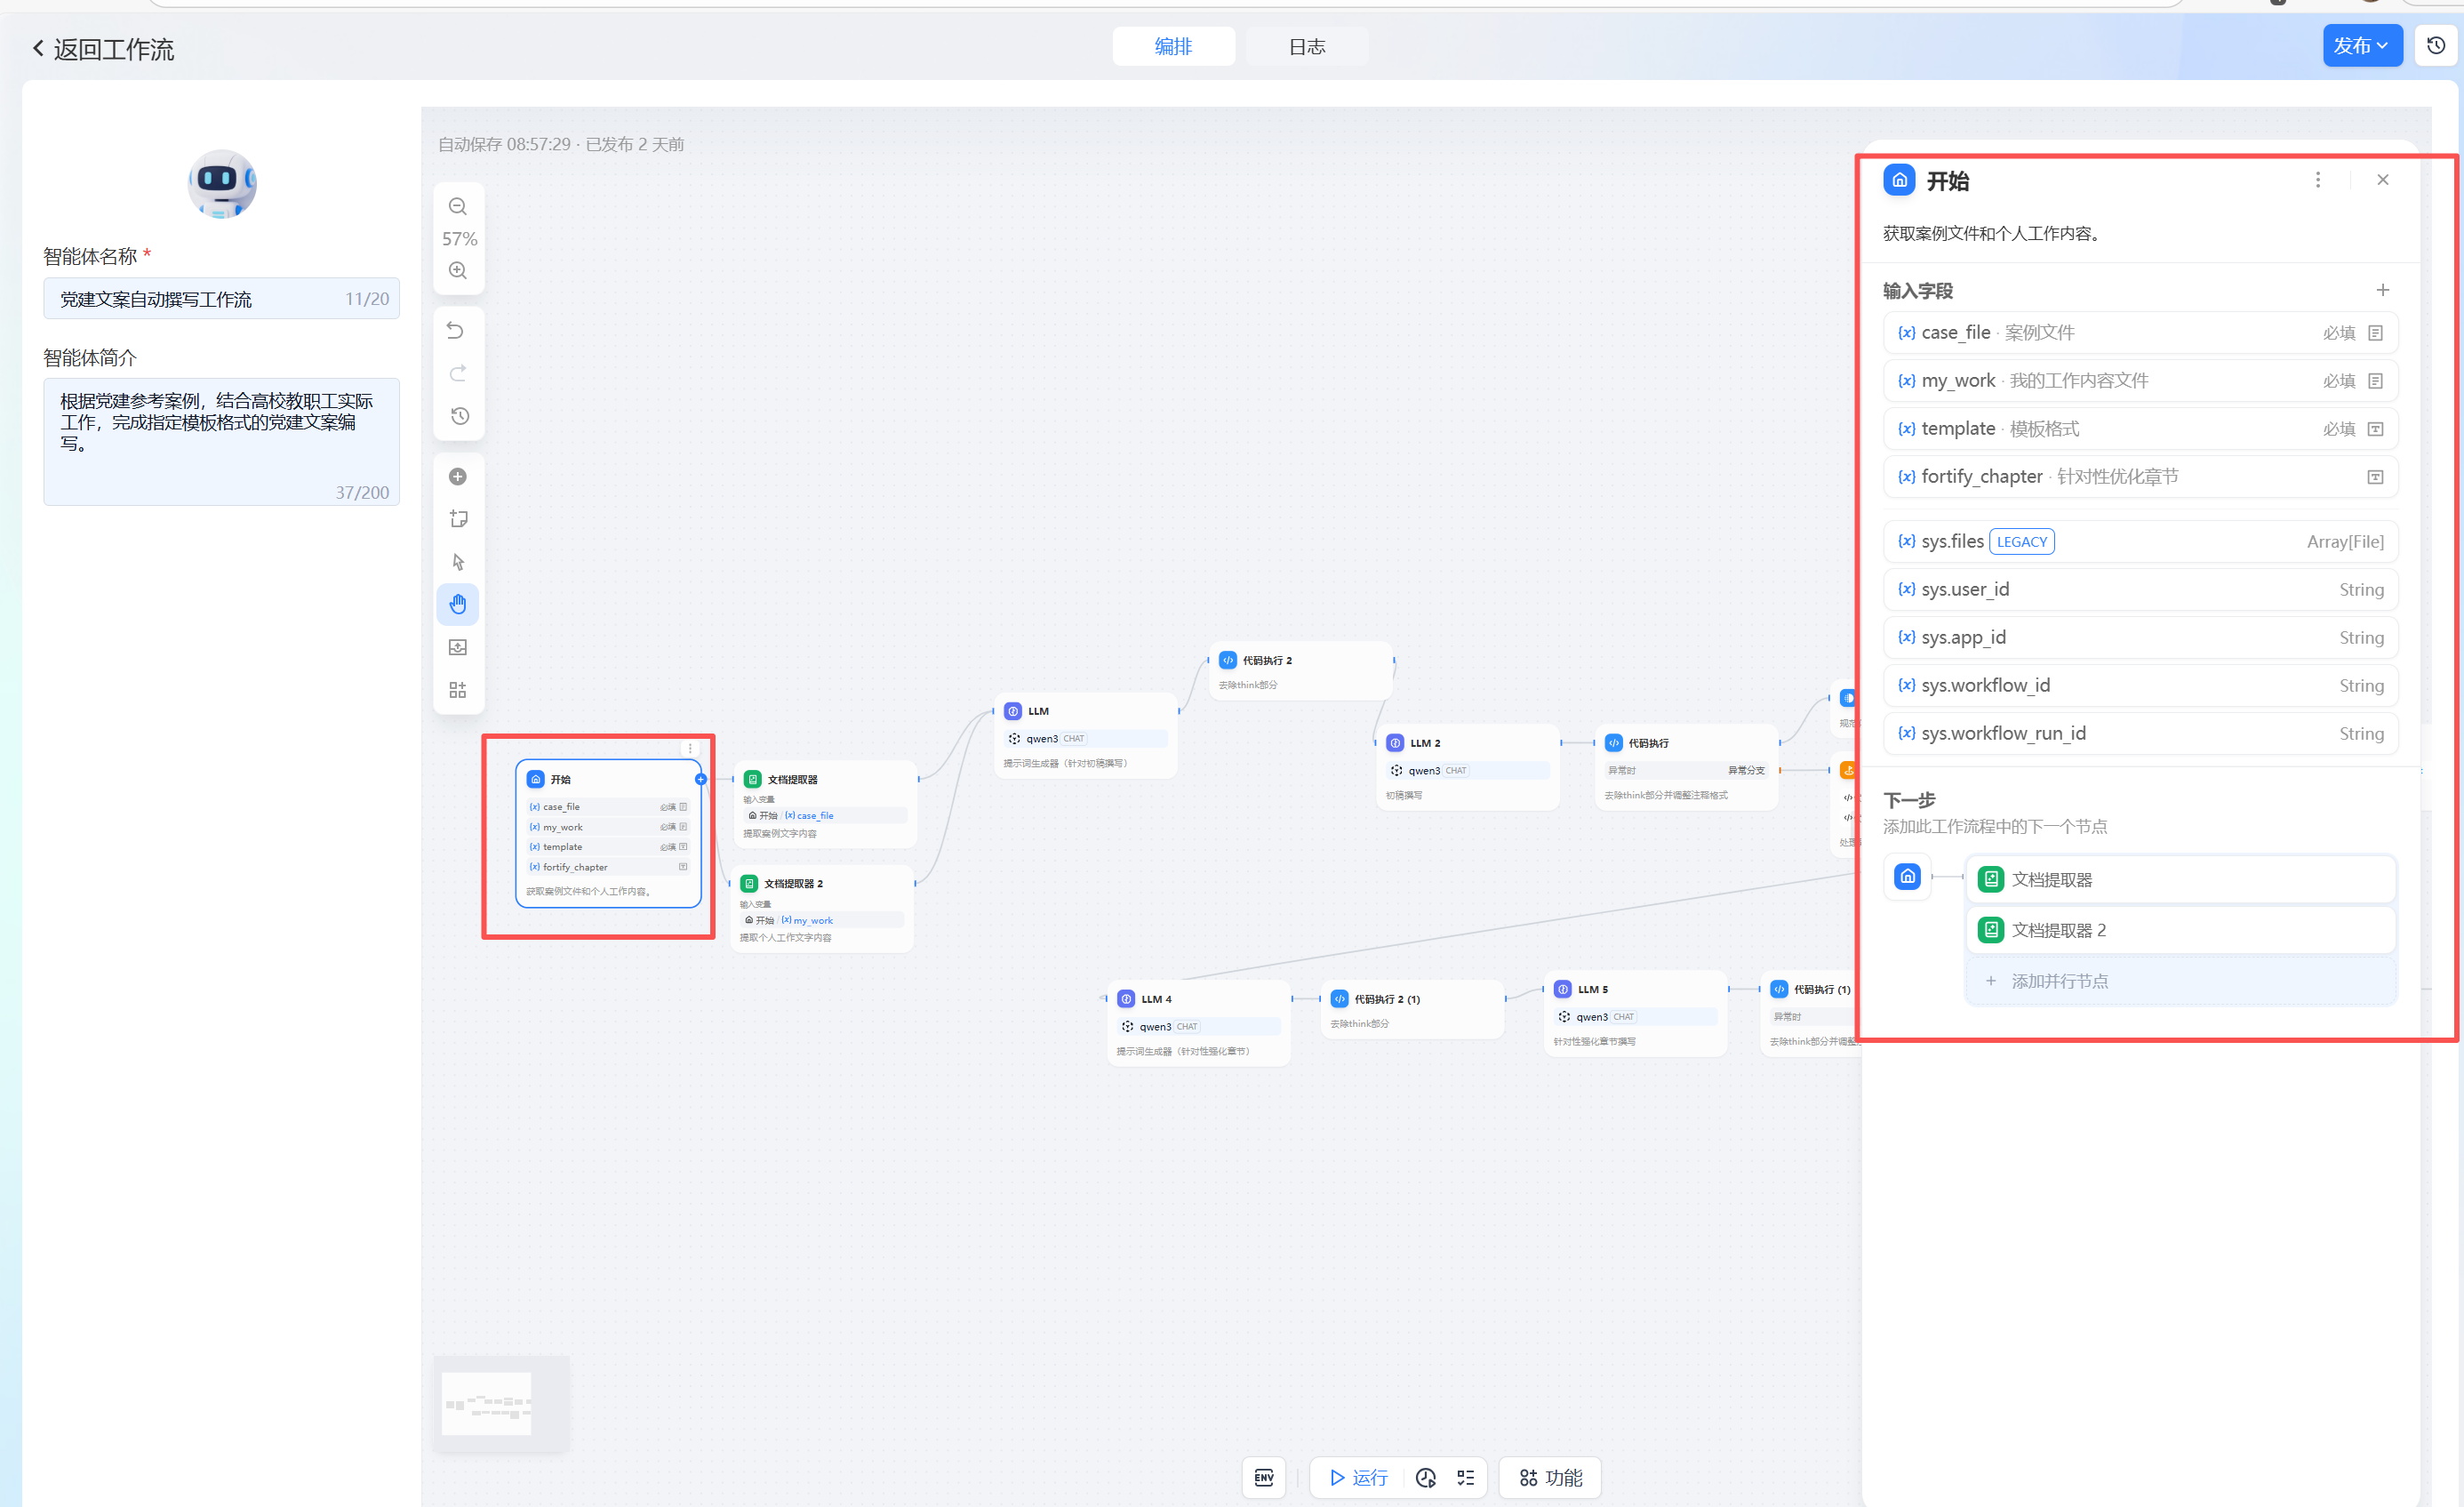 返回工作流
编排
日志
发布
智能体名称 *
党建文案自动撰写工作流 11/20
智能体简介
根据党建参考案例，结合高校教职工实际
工作，完成指定模板格式的党建文案编
写。
37/200
自动保存 08:57:29 · 已发布 2 天前
57%
开始
{x} case_file 必填
{x} my_work 必填
{x} template 必填
{x} fortify_chapter
获取案例文件和个人工作内容。
文档提取器
输入变量
开始 / {x} case_file
提取案例文字内容
文档提取器 2
输入变量
开始 / {x} my_work
提取个人工作文字内容
LLM
qwen3 CHAT
提示词生成器（针对初稿撰写）
代码执行 2
去除think部分
LLM 2
qwen3 CHAT
初稿撰写
代码执行
异常时 异常分支
去除think部分并调整注释格式
LLM 4
qwen3 CHAT
提示词生成器（针对性强化章节）
代码执行 2 (1)
去除think部分
LLM 5
qwen3 CHAT
针对性强化章节撰写
代码执行 (1)
异常时
去除think部分并调整
开始
获取案例文件和个人工作内容。
输入字段
{x} case_file · 案例文件 必填
{x} my_work · 我的工作内容文件 必填
{x} template · 模板格式 必填
{x} fortify_chapter · 针对性优化章节
{x} sys.files LEGACY Array[File]
{x} sys.user_id String
{x} sys.app_id String
{x} sys.workflow_id String
{x} sys.workflow_run_id String
下一步
添加此工作流程中的下一个节点
文档提取器
文档提取器 2
+ 添加并行节点
ENV
运行
功能